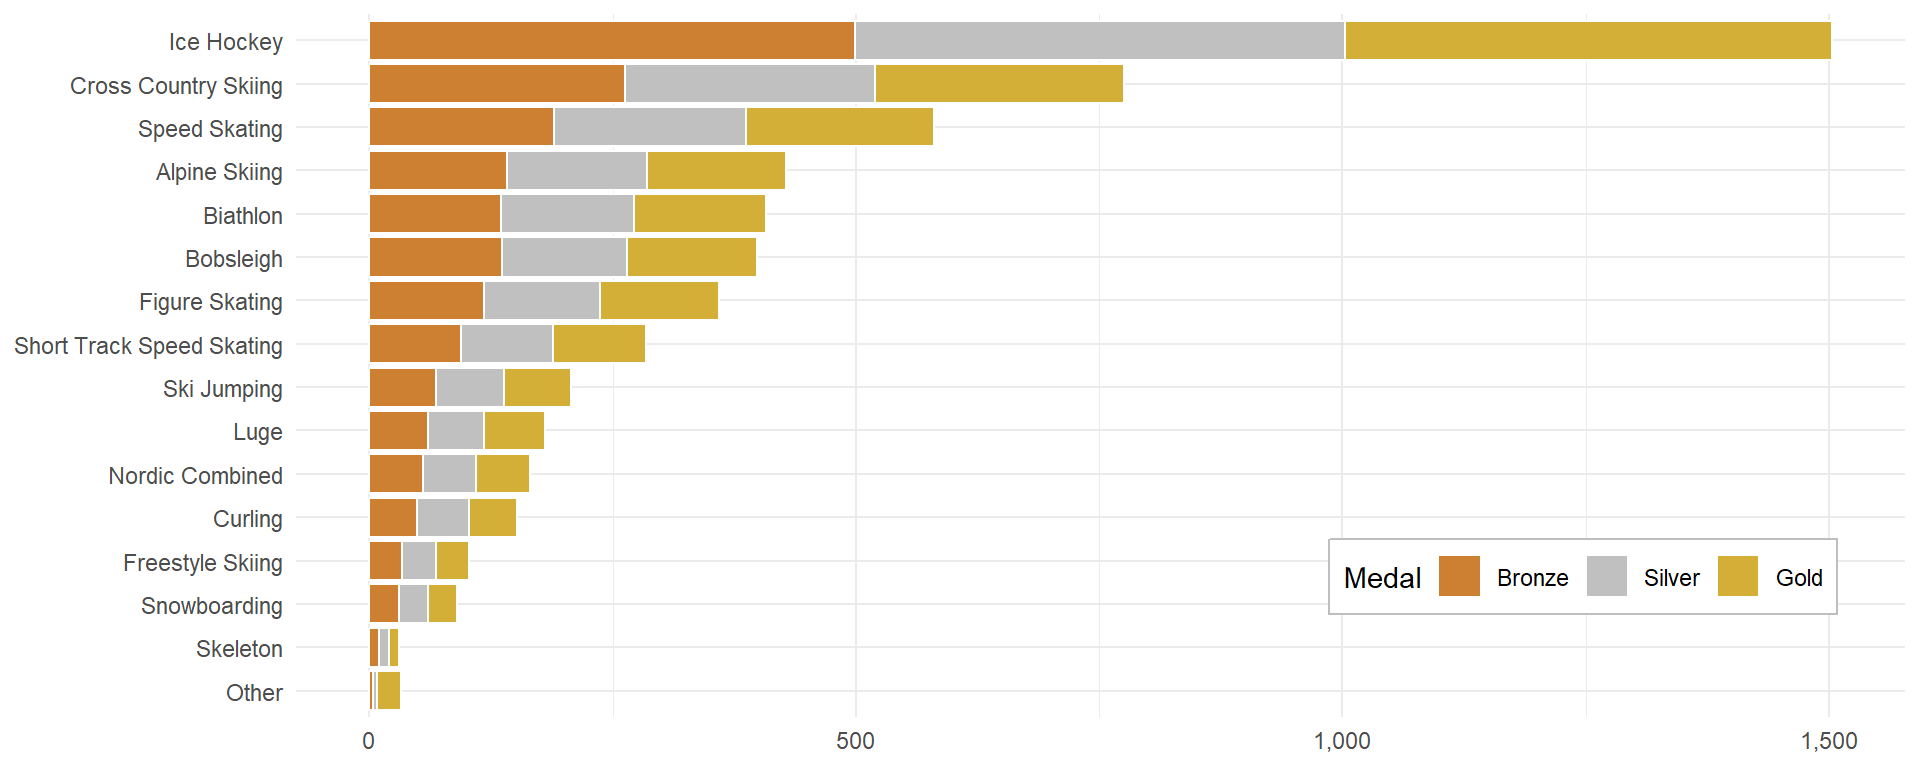 Ice Hockey
Cross Country Skiing
Speed Skating
Alpine Skiing
Biathlon
Bobsleigh
Figure Skating
Short Track Speed Skating
Ski Jumping
Luge
Nordic Combined
Curling
Freestyle Skiing
Snowboarding
Skeleton
Other
Medal Bronze Silver Gold
0 500 1,000 1,500